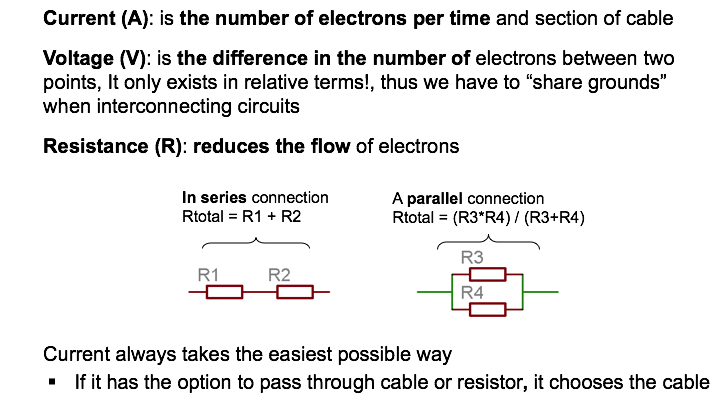 Current (A): is the number of electrons per time and section of cable
Voltage (V): is the difference in the number of electrons between two
points, It only exists in relative terms!, thus we have to “share grounds”
when interconnecting circuits
Resistance (R): reduces the flow of electrons
In series connection
Rtotal = R1 + R2
A parallel connection
Rtotal = (R3*R4) / (R3+R4)
R1 R2
R3
R4
Current always takes the easiest possible way
▪ If it has the option to pass through cable or resistor, it chooses the cable